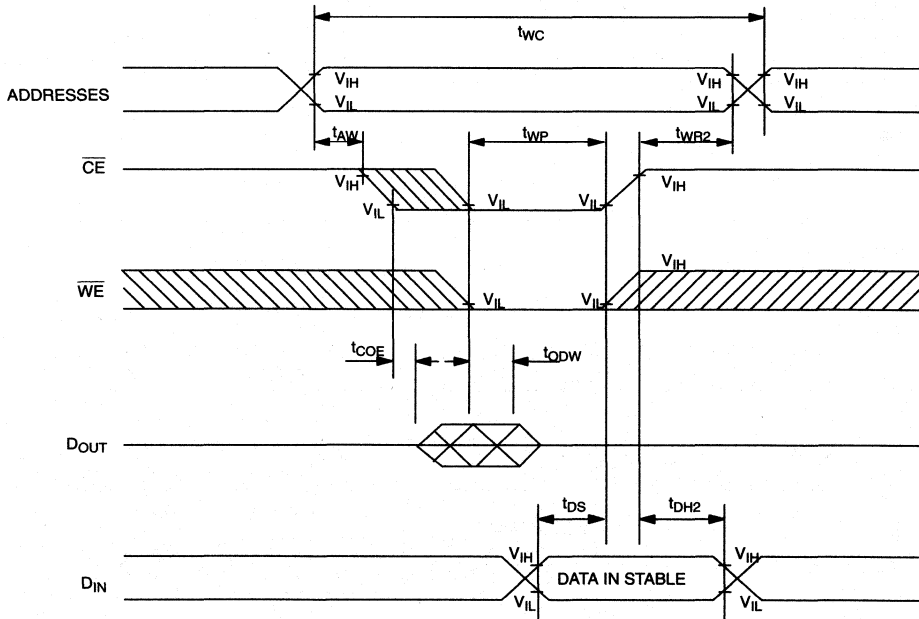 tWC
ADDRESSES
VIH VIH VIH
VIL VIL VIL
tAW tWP tWR2
CE
VIH VIH
VIL VIL VIL
WE
VIH
VIL VIL
tCOE tODW
DOUT
tDS tDH2
DIN
VIH VIH
DATA IN STABLE
VIL VIL